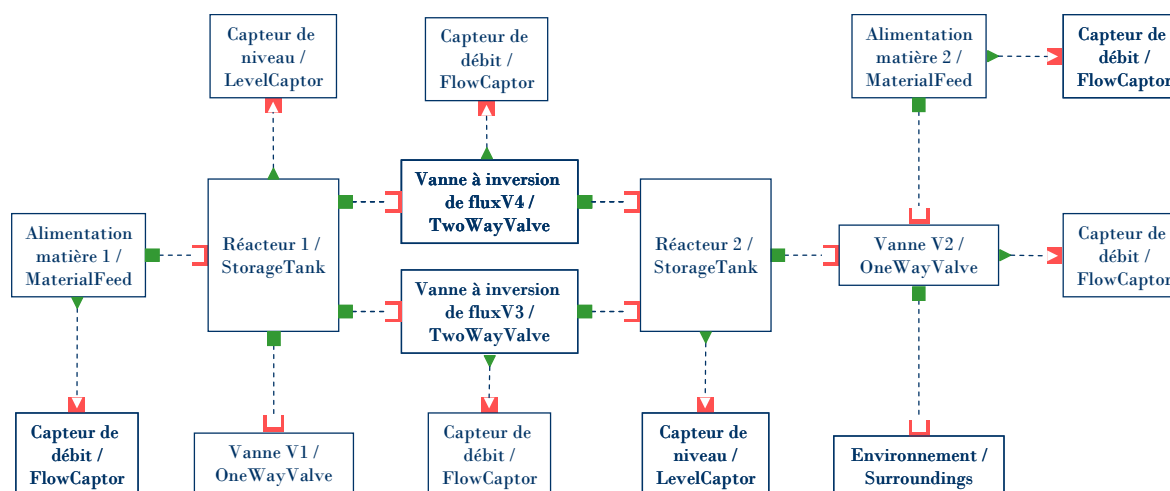 Capteur de
niveau /
LevelCaptor
Capteur de
débit /
FlowCaptor
Alimentation
matière 2 /
MaterialFeed
Capteur de
débit /
FlowCaptor
Vanne à inversion
de fluxV4 /
TwoWayValve
Alimentation
matière 1 /
MaterialFeed
Réacteur 1 /
StorageTank
Réacteur 2 /
StorageTank
Vanne V2 /
OneWayValve
Capteur de
débit /
FlowCaptor
Vanne à inversion
de fluxV3 /
TwoWayValve
Capteur de
débit /
FlowCaptor
Vanne V1 /
OneWayValve
Capteur de
débit /
FlowCaptor
Capteur de
niveau /
LevelCaptor
Environnement /
Surroundings